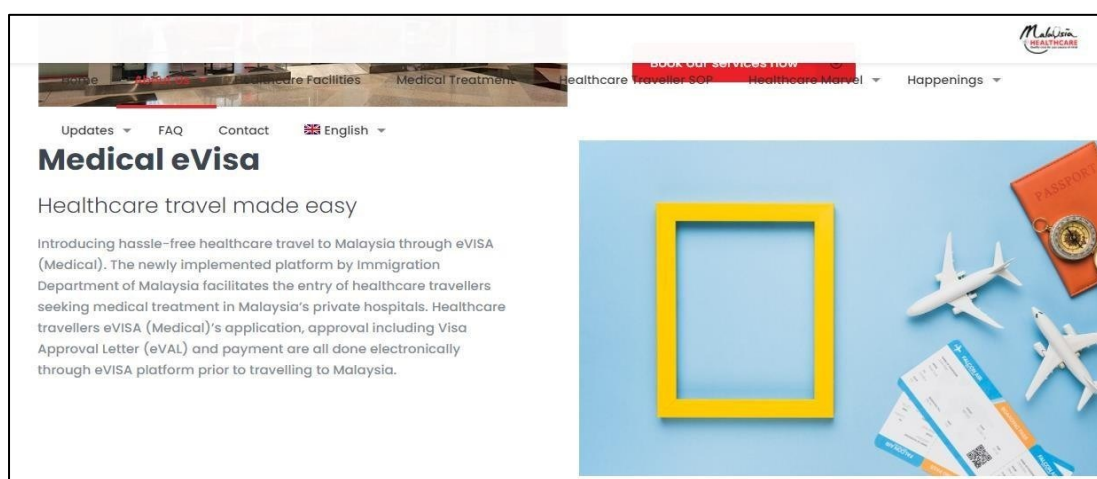 Malaysia
HEALTHCARE
Book our services now
Home About Us Healthcare Facilities Medical Treatment Healthcare Traveller SOP Healthcare Marvel Happenings
Updates FAQ Contact English
Medical eVisa
Healthcare travel made easy
Introducing hassle-free healthcare travel to Malaysia through eVISA
(Medical). The newly implemented platform by Immigration
Department of Malaysia facilitates the entry of healthcare travellers
seeking medical treatment in Malaysia's private hospitals. Healthcare
travellers eVISA (Medical)'s application, approval including Visa
Approval Letter (eVAL) and payment are all done electronically
through eVISA platform prior to travelling to Malaysia.
PASSPORT